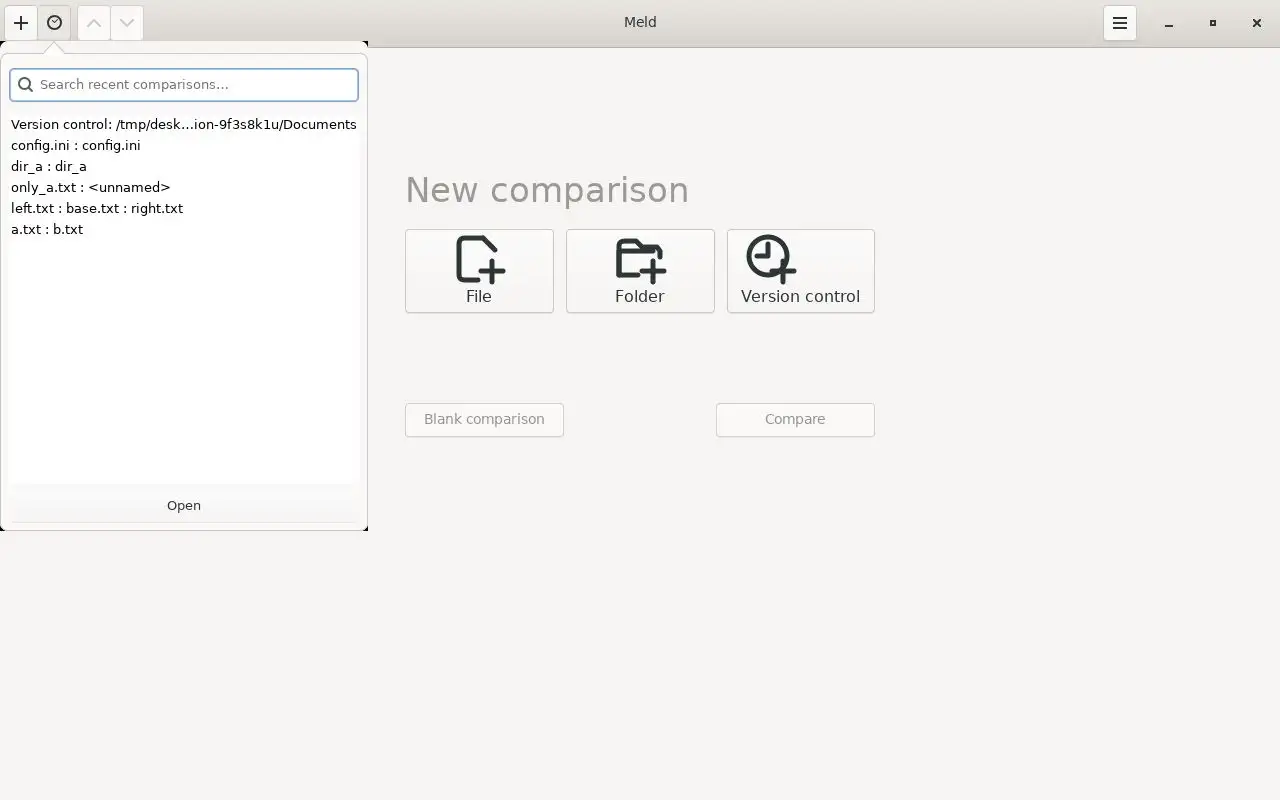 Meld
Search recent comparisons…
Version control: /tmp/desk…ion-9f3s8k1u/Documents
config.ini : config.ini
dir_a : dir_a
only_a.txt : <unnamed>
left.txt : base.txt : right.txt
a.txt : b.txt
Open
New comparison
File
Folder
Version control
Blank comparison
Compare